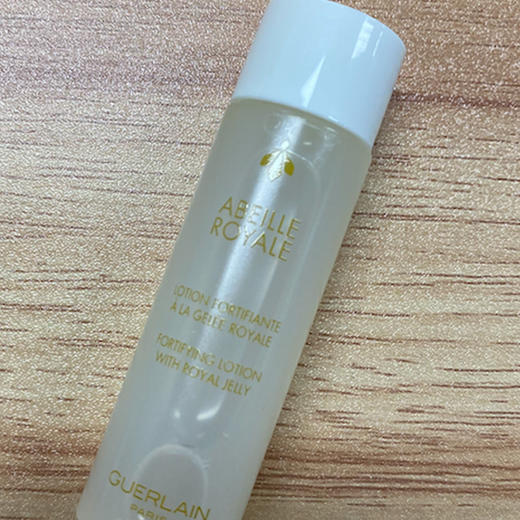 ABEILLE
ROYALE
LOTION FORTIFIANTE
À LA GELÉE ROYALE
FORTIFYING LOTION
WITH ROYAL JELLY
GUERLAIN
PARIS